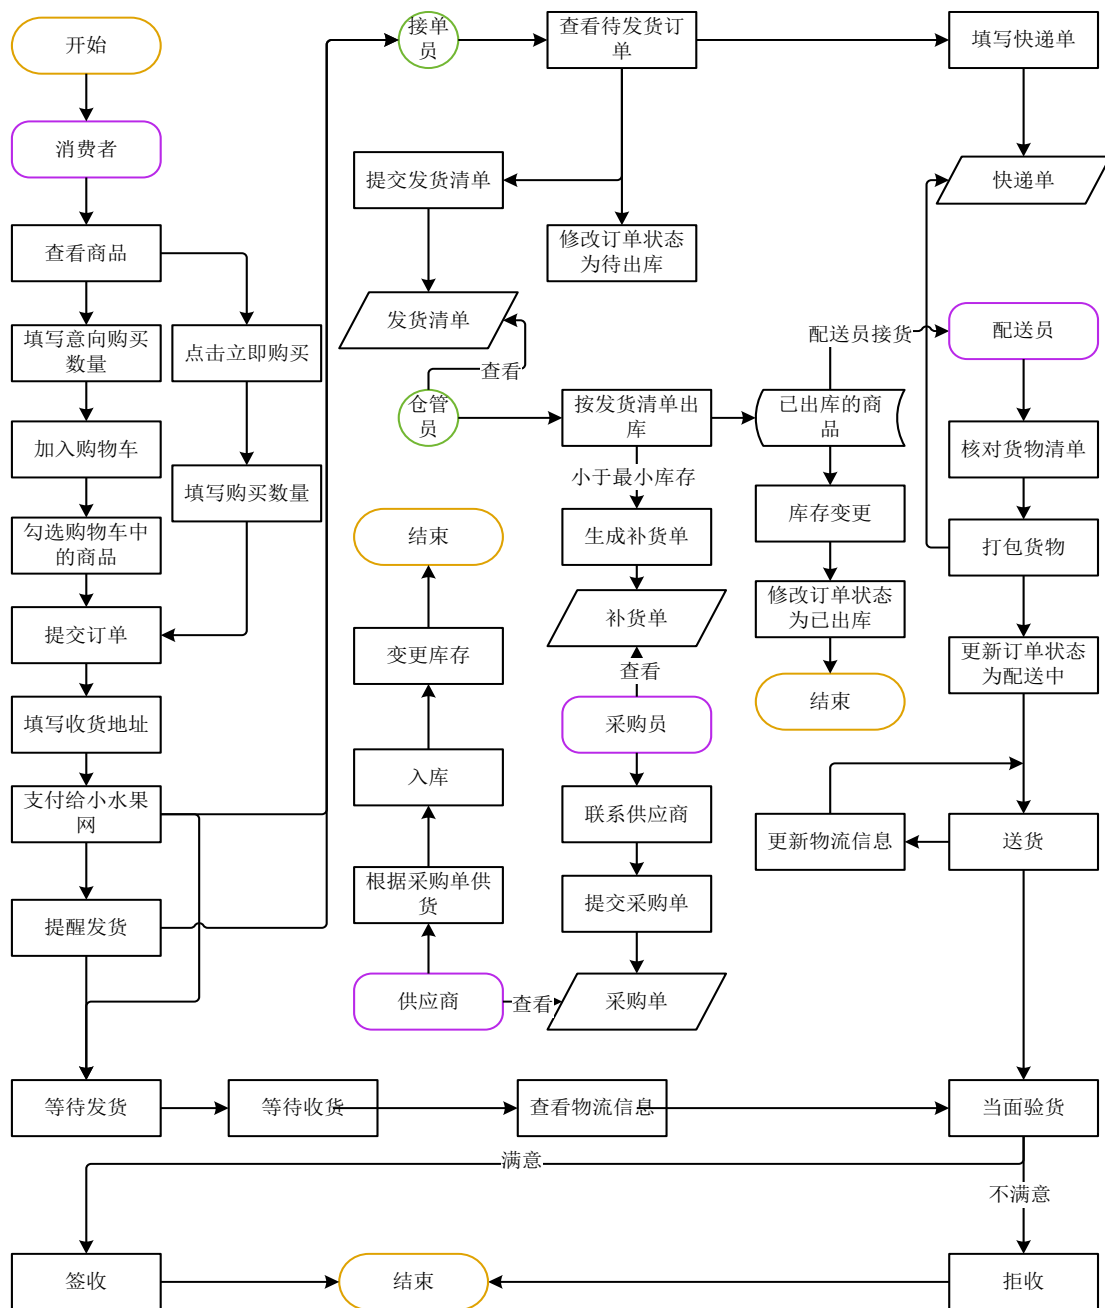 开始
接单
员
查看待发货订
单
填写快递单
消费者
提交发货清单
快递单
查看商品
修改订单状态
为待出库
填写意向购买
数量
点击立即购买
发货清单
查看
配送员接货
配送员
仓管
员
按发货清单出
库
已出库的商
品
加入购物车
核对货物清单
小于最小库存
填写购买数量
库存变更
勾选购物车中
的商品
结束
生成补货单
打包货物
修改订单状态
为已出库
补货单
提交订单
变更库存
查看
更新订单状态
为配送中
填写收货地址
采购员
结束
入库
支付给小水果
网
联系供应商
更新物流信息
送货
根据采购单供
货
提交采购单
提醒发货
供应商
查看
采购单
等待发货
等待收货
查看物流信息
当面验货
满意
不满意
签收
结束
拒收